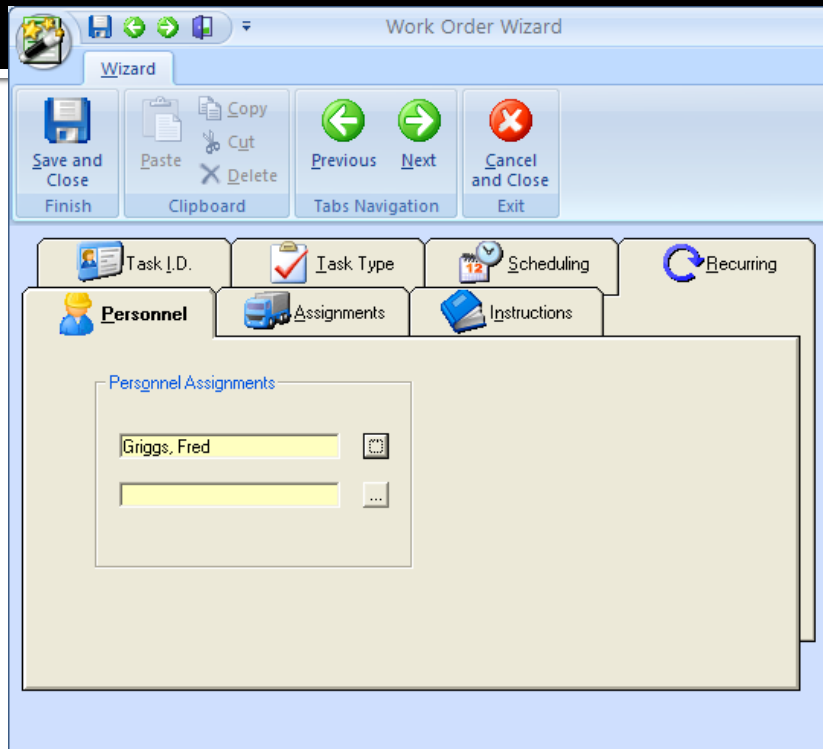 Work Order Wizard
Wizard
Save and Close
Paste
Copy
Cut
Delete
Previous
Next
Cancel and Close
Finish
Clipboard
Tabs Navigation
Exit
Task I.D.
Task Type
12
Scheduling
Recurring
Personnel
Assignments
Instructions
Personnel Assignments
Griggs, Fred
...
...